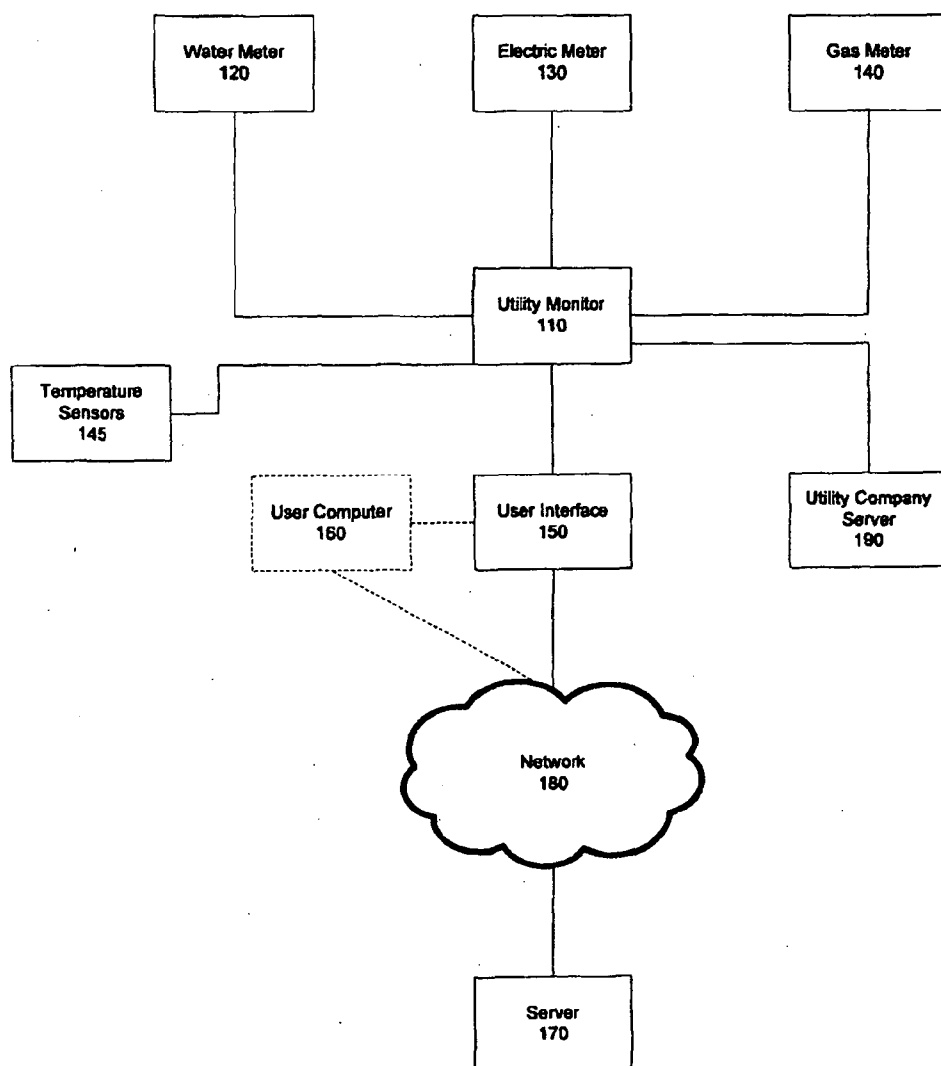 Water Meter
120
Electric Meter
130
Gas Meter
140
Utility Monitor
110
Temperature
Sensors
145
User Computer
160
User Interface
150
Utility Company
Server
190
Network
180
Server
170